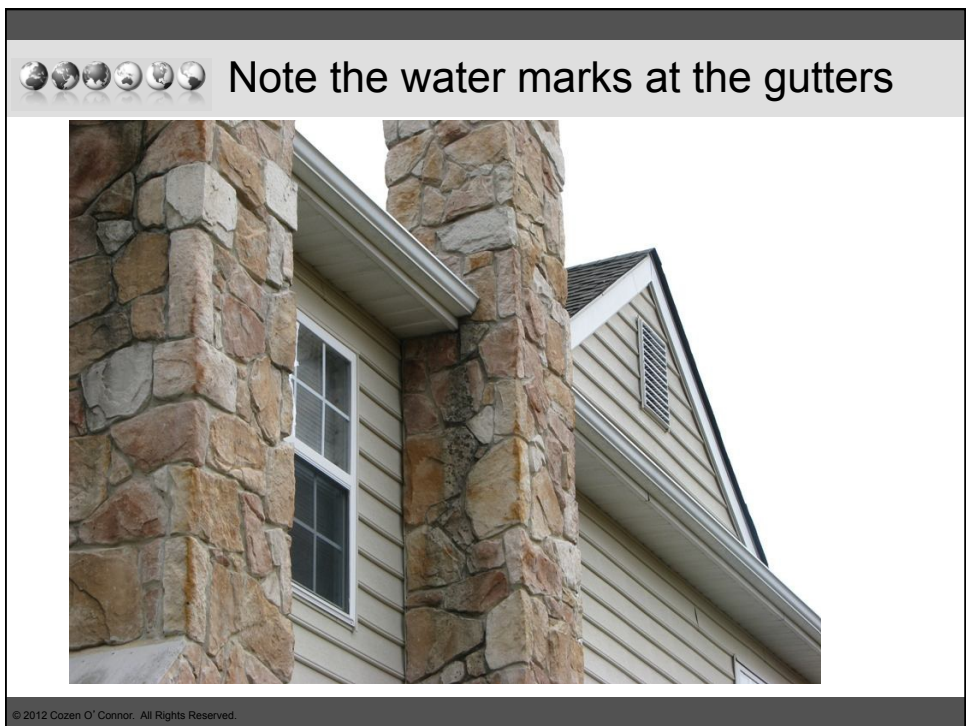 Note the water marks at the gutters
© 2012 Cozen O' Connor. All Rights Reserved.